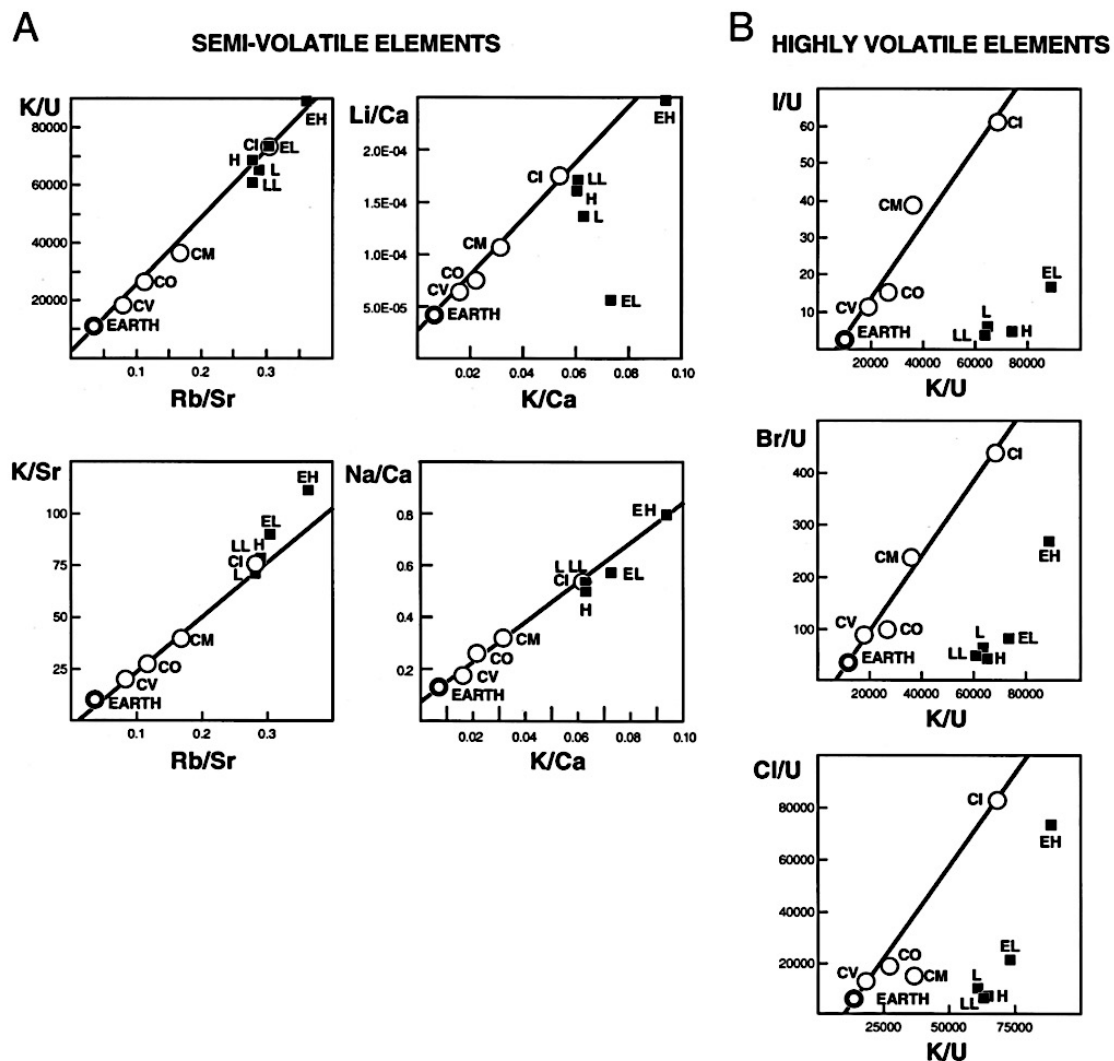 A
SEMI-VOLATILE ELEMENTS
K/U
80000
60000
40000
20000
EH
CI
EL
H
L
LL
CM
CO
CV
EARTH
0.1
0.2
0.3
Rb/Sr
Li/Ca
2.0E-04
1.5E-04
1.0E-04
5.0E-05
EH
CI
LL
H
L
CM
CO
CV
EL
EARTH
0.02
0.04
0.06
0.08
0.10
K/Ca
K/Sr
100
75
50
25
EH
EL
LL H
CI
L
CM
CO
CV
EARTH
0.1
0.2
0.3
Rb/Sr
Na/Ca
0.8
0.6
0.4
0.2
EH
L LL
CI
EL
H
CM
CO
CV
EARTH
0.02
0.04
0.06
0.08
0.10
K/Ca
B
HIGHLY VOLATILE ELEMENTS
I/U
60
50
40
30
20
10
CI
CM
EL
CV
CO
L
LL
H
EARTH
20000
40000
60000
80000
K/U
Br/U
400
300
200
100
CI
CM
EH
CV
CO
L
EL
LL
H
EARTH
20000
40000
60000
80000
K/U
Cl/U
80000
60000
40000
20000
CI
EH
CO
EL
CV
CM
L
LL
H
EARTH
25000
50000
75000
K/U